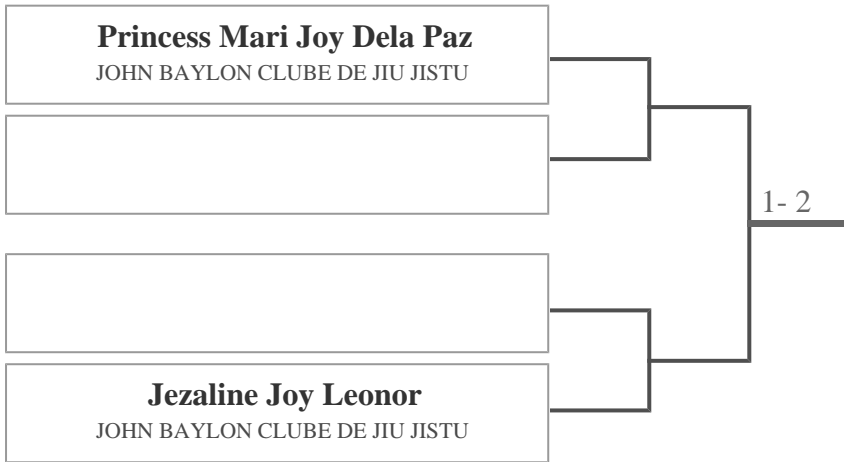 Princess Mari Joy Dela Paz
JOHN BAYLON CLUBE DE JIU JISTU
1- 2
Jezaline Joy Leonor
JOHN BAYLON CLUBE DE JIU JISTU